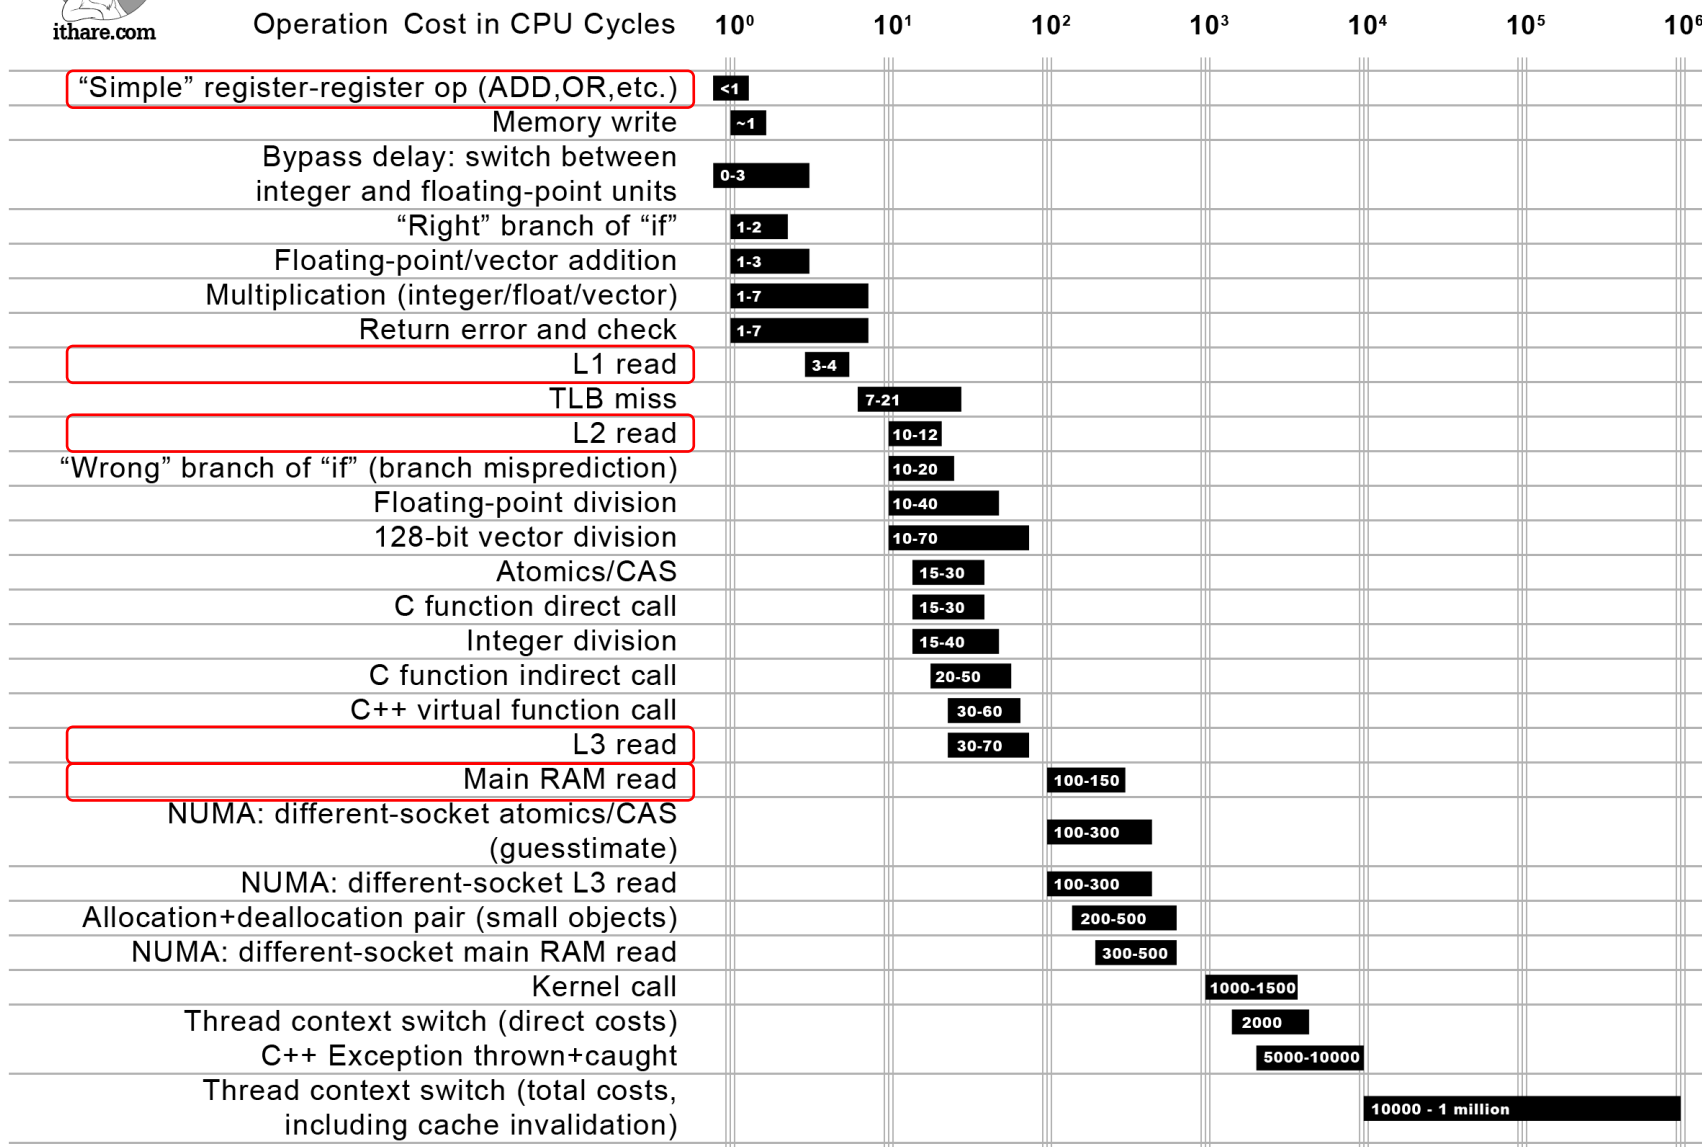 ithare.com
Operation Cost in CPU Cycles 10⁰ 10¹ 10² 10³ 10⁴ 10⁵ 10⁶
“Simple” register-register op (ADD,OR,etc.) <1
Memory write ~1
Bypass delay: switch between
integer and floating-point units 0-3
“Right” branch of “if” 1-2
Floating-point/vector addition 1-3
Multiplication (integer/float/vector) 1-7
Return error and check 1-7
L1 read 3-4
TLB miss 7-21
L2 read 10-12
“Wrong” branch of “if” (branch misprediction) 10-20
Floating-point division 10-40
128-bit vector division 10-70
Atomics/CAS 15-30
C function direct call 15-30
Integer division 15-40
C function indirect call 20-50
C++ virtual function call 30-60
L3 read 30-70
Main RAM read 100-150
NUMA: different-socket atomics/CAS
(guesstimate) 100-300
NUMA: different-socket L3 read 100-300
Allocation+deallocation pair (small objects) 200-500
NUMA: different-socket main RAM read 300-500
Kernel call 1000-1500
Thread context switch (direct costs) 2000
C++ Exception thrown+caught 5000-10000
Thread context switch (total costs,
including cache invalidation) 10000 - 1 million